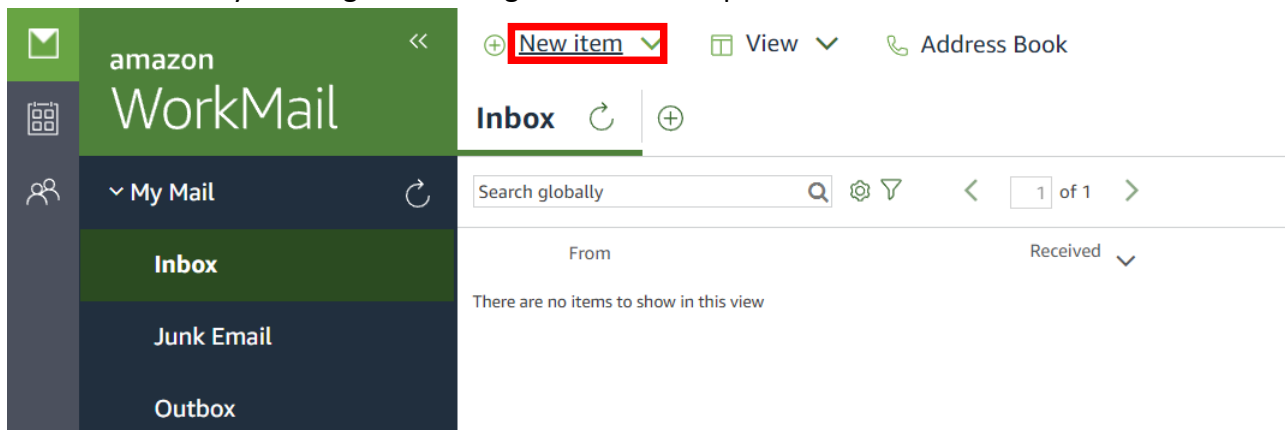 amazon
WorkMail
New item
View
Address Book
Inbox
My Mail
Search globally
1 of 1
Inbox
From
Received
There are no items to show in this view
Junk Email
Outbox